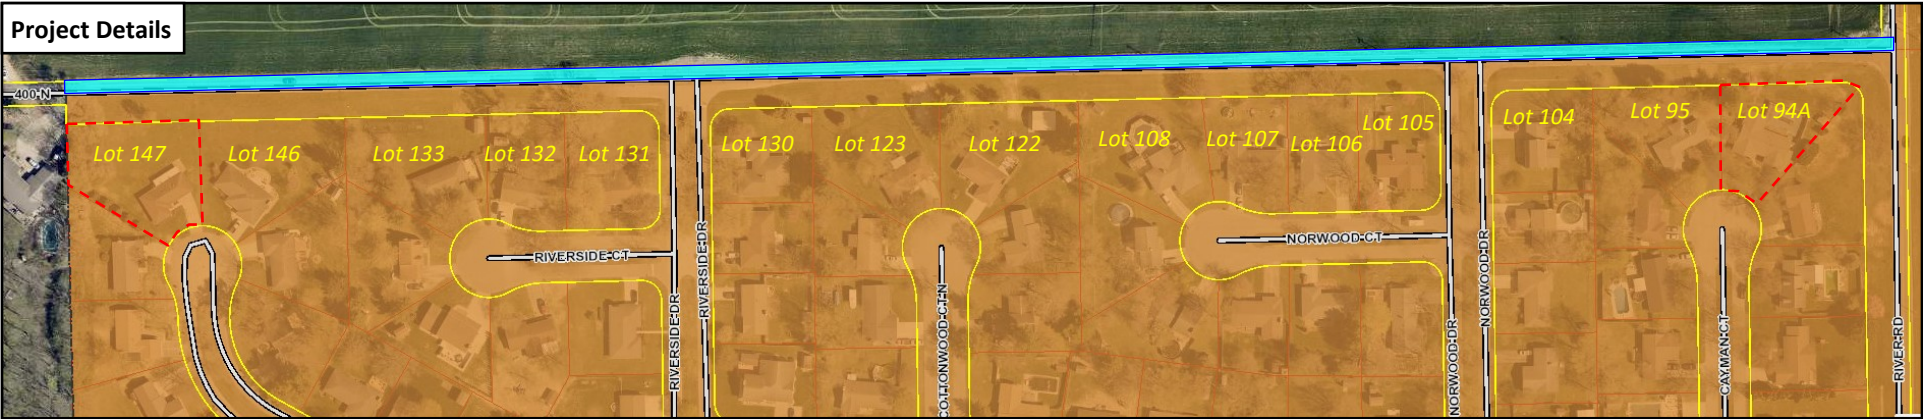 Project Details
400-N
Lot 147
Lot 146
Lot 133
Lot 132
Lot 131
Lot 130
Lot 123
Lot 122
Lot 108
Lot 107
Lot 106
Lot 105
Lot 104
Lot 95
Lot 94A
RIVERSIDE CT
RIVERSIDE DR
RIVERSIDE DR
COTTONWOOD CT N
NORWOOD CT
NORWOOD DR
NORWOOD DR
CAYMAN CT
RIVER RD